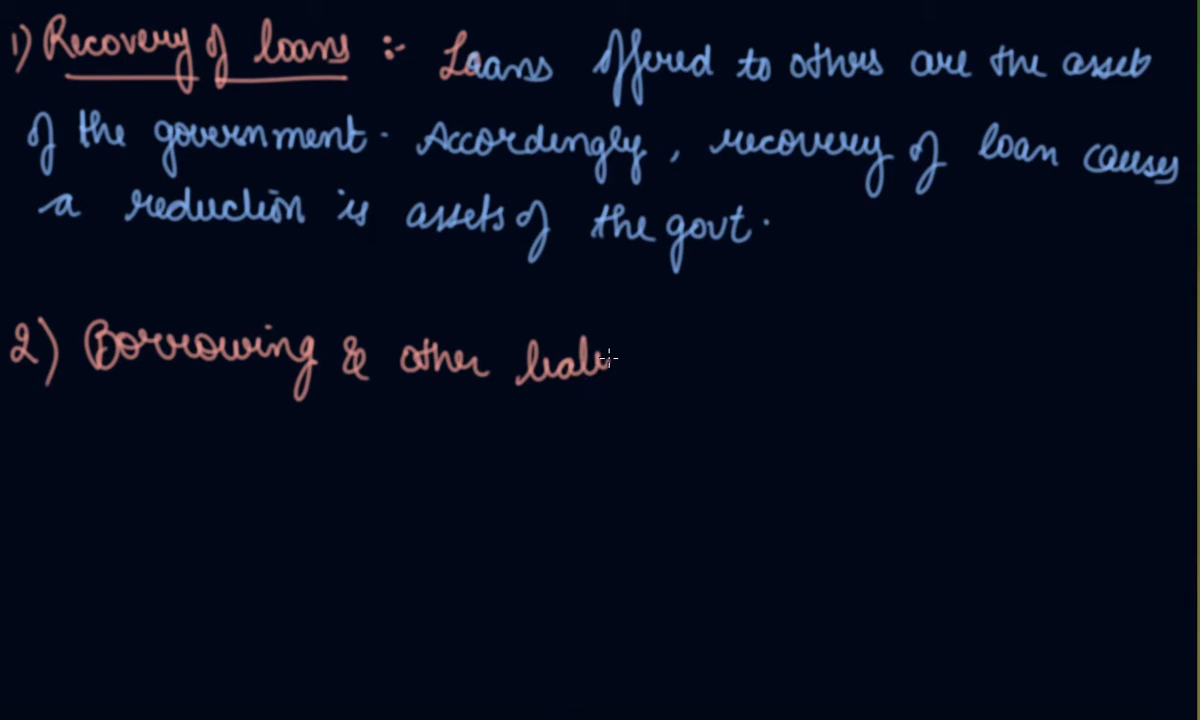 1) Recovery of loans :- Loans offered to others are the asset
of the government. Accordingly, recovery of loan causes
a reduction is assets of the govt.
2) Borrowing & other liabi